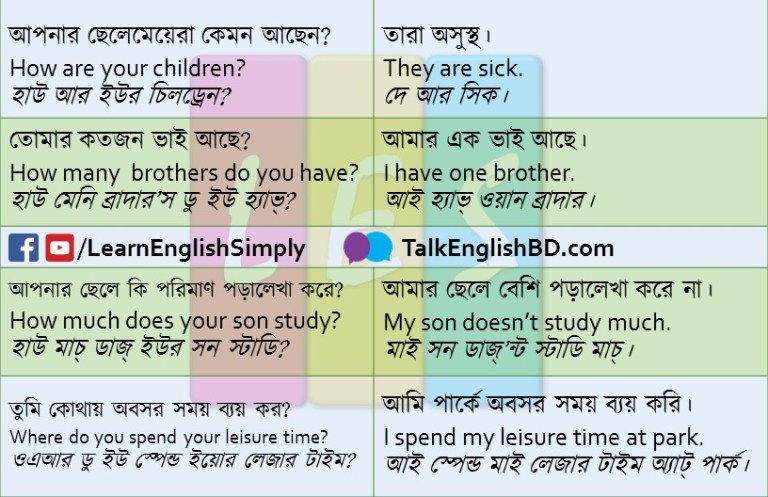 আপনার ছেলেমেয়েরা কেমন আছেন?
How are your children?
হাউ আর ইউর চিলড্রেন?
তারা অসুস্থ।
They are sick.
দে আর সিক।
তোমার কতজন ভাই আছে?
How many brothers do you have?
হাউ মেনি ব্রাদার’স ডু ইউ হ্যাভ্?
আমার এক ভাই আছে।
I have one brother.
আই হ্যাভ্ ওয়ান ব্রাদার।
/LearnEnglishSimply
TalkEnglishBD.com
আপনার ছেলে কি পরিমাণ পড়ালেখা করে?
How much does your son study?
হাউ মাচ্ ডাজ্ ইউর সন স্টাডি?
আমার ছেলে বেশি পড়ালেখা করে না।
My son doesn’t study much.
মাই সন ডাজ্’ন্ট স্টাডি মাচ্।
তুমি কোথায় অবসর সময় ব্যয় কর?
Where do you spend your leisure time?
ওএআর ডু ইউ স্পেন্ড ইয়োর লেজার টাইম?
আমি পার্কে অবসর সময় ব্যয় করি।
I spend my leisure time at park.
আই স্পেন্ড মাই লেজার টাইম অ্যাট্ পার্ক।
LES